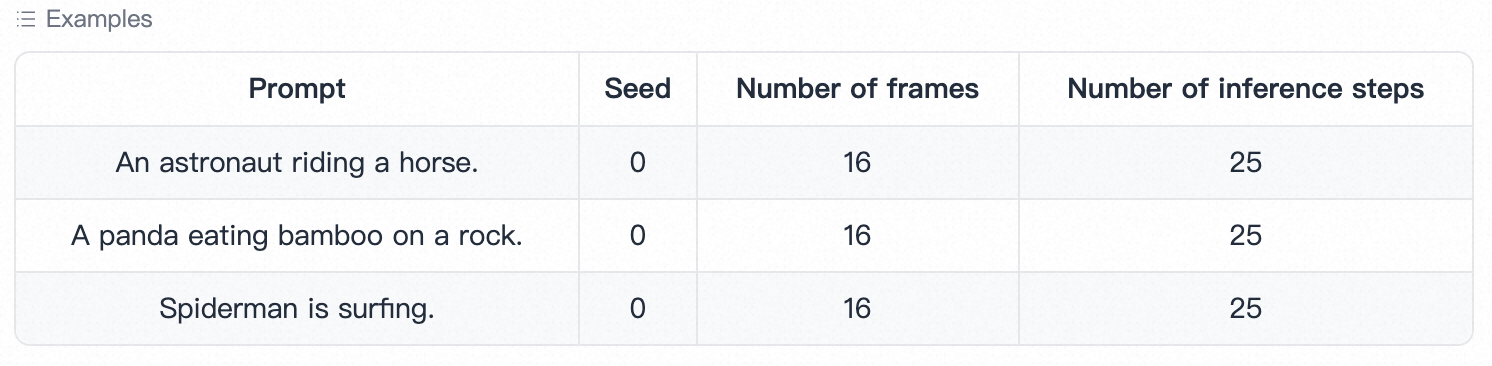 Examples
Prompt Seed Number of frames Number of inference steps
An astronaut riding a horse. 0 16 25
A panda eating bamboo on a rock. 0 16 25
Spiderman is surfing. 0 16 25